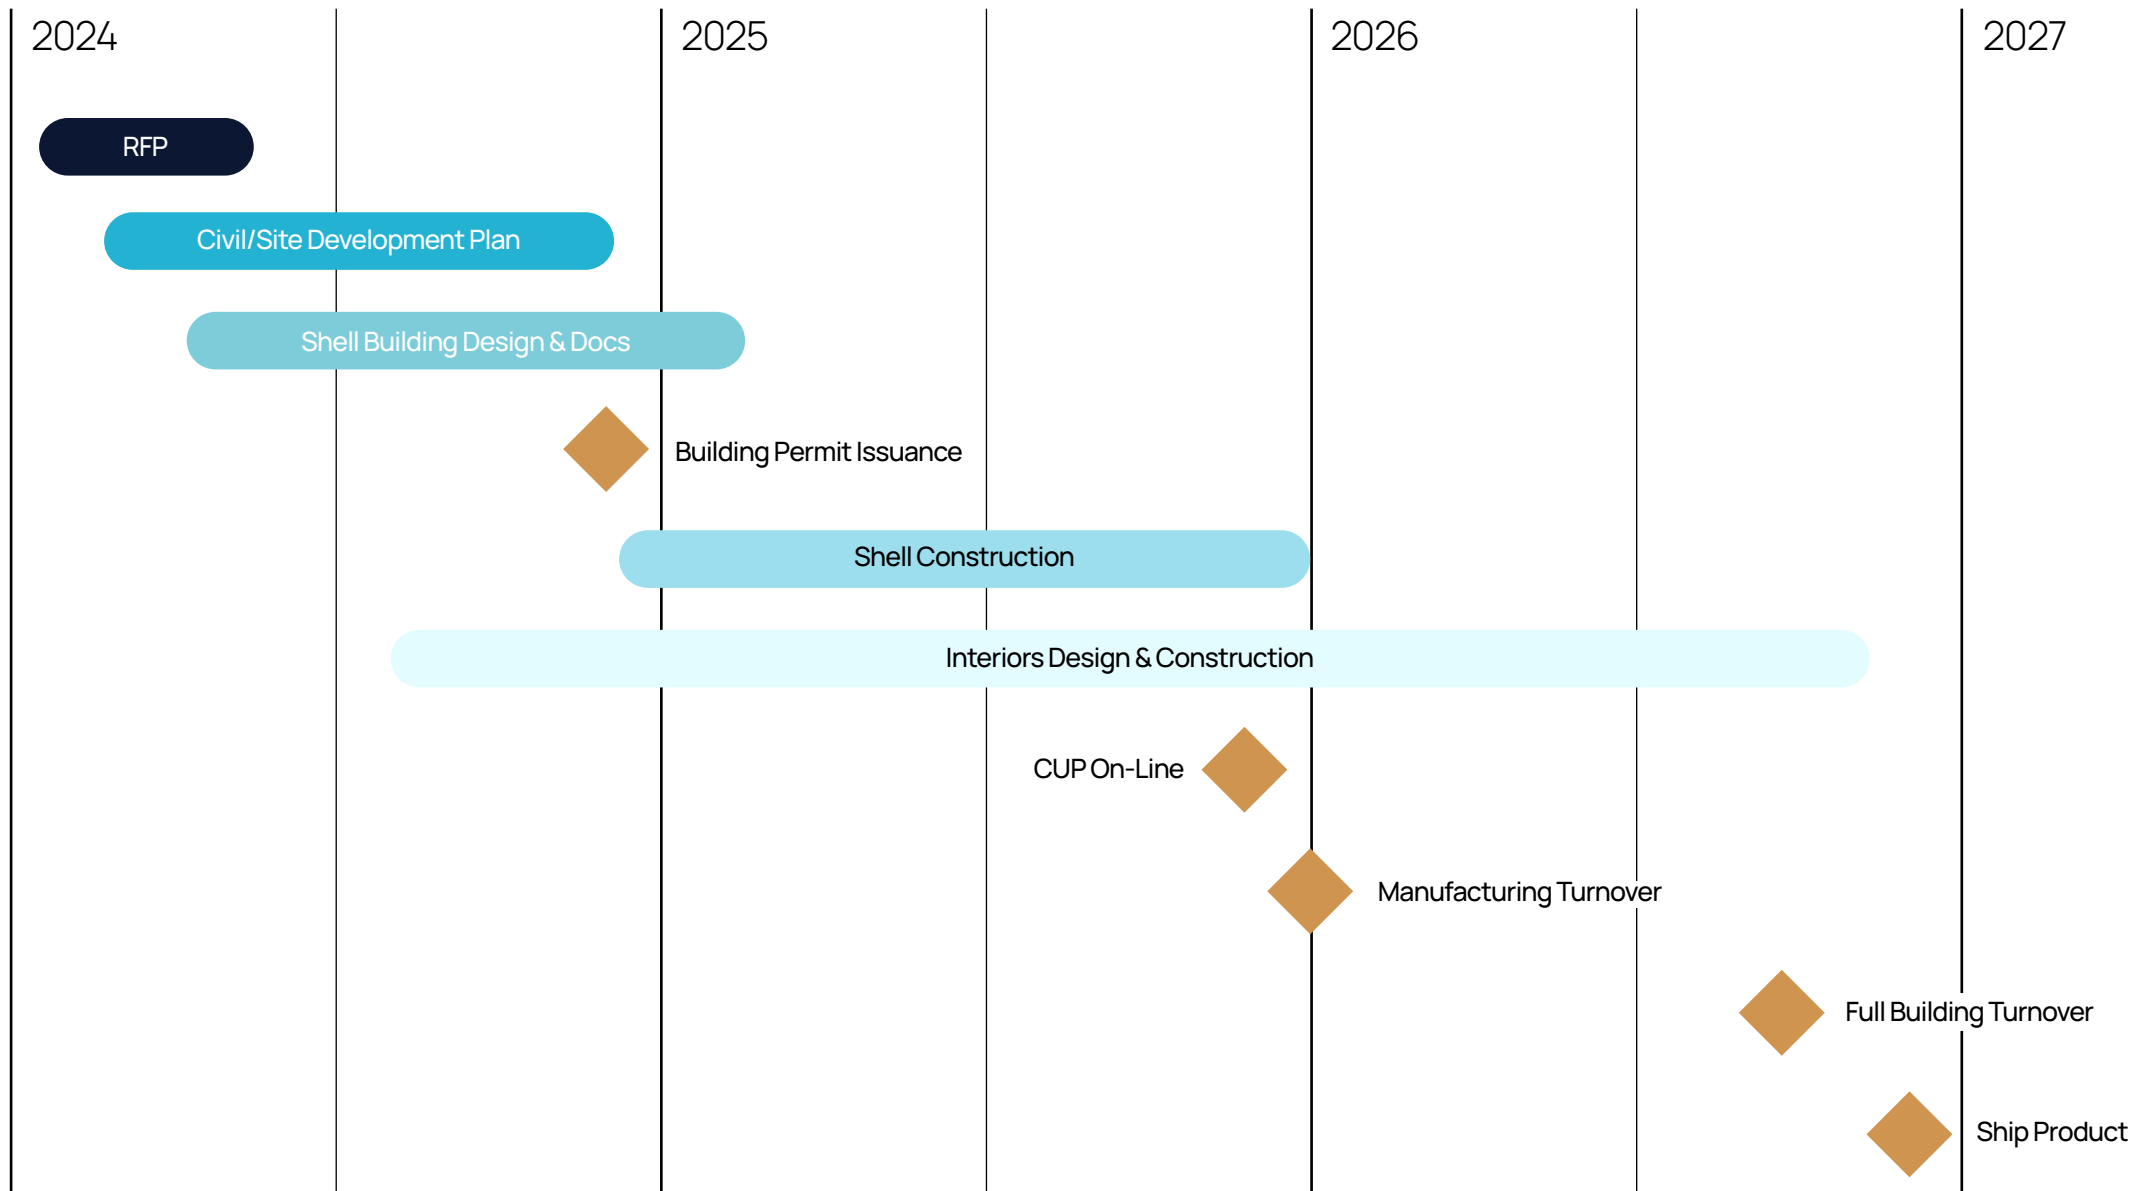 2024
2025
2026
2027
RFP
Civil/Site Development Plan
Shell Building Design & Docs
Building Permit Issuance
Shell Construction
Interiors Design & Construction
CUP On-Line
Manufacturing Turnover
Full Building Turnover
Ship Product